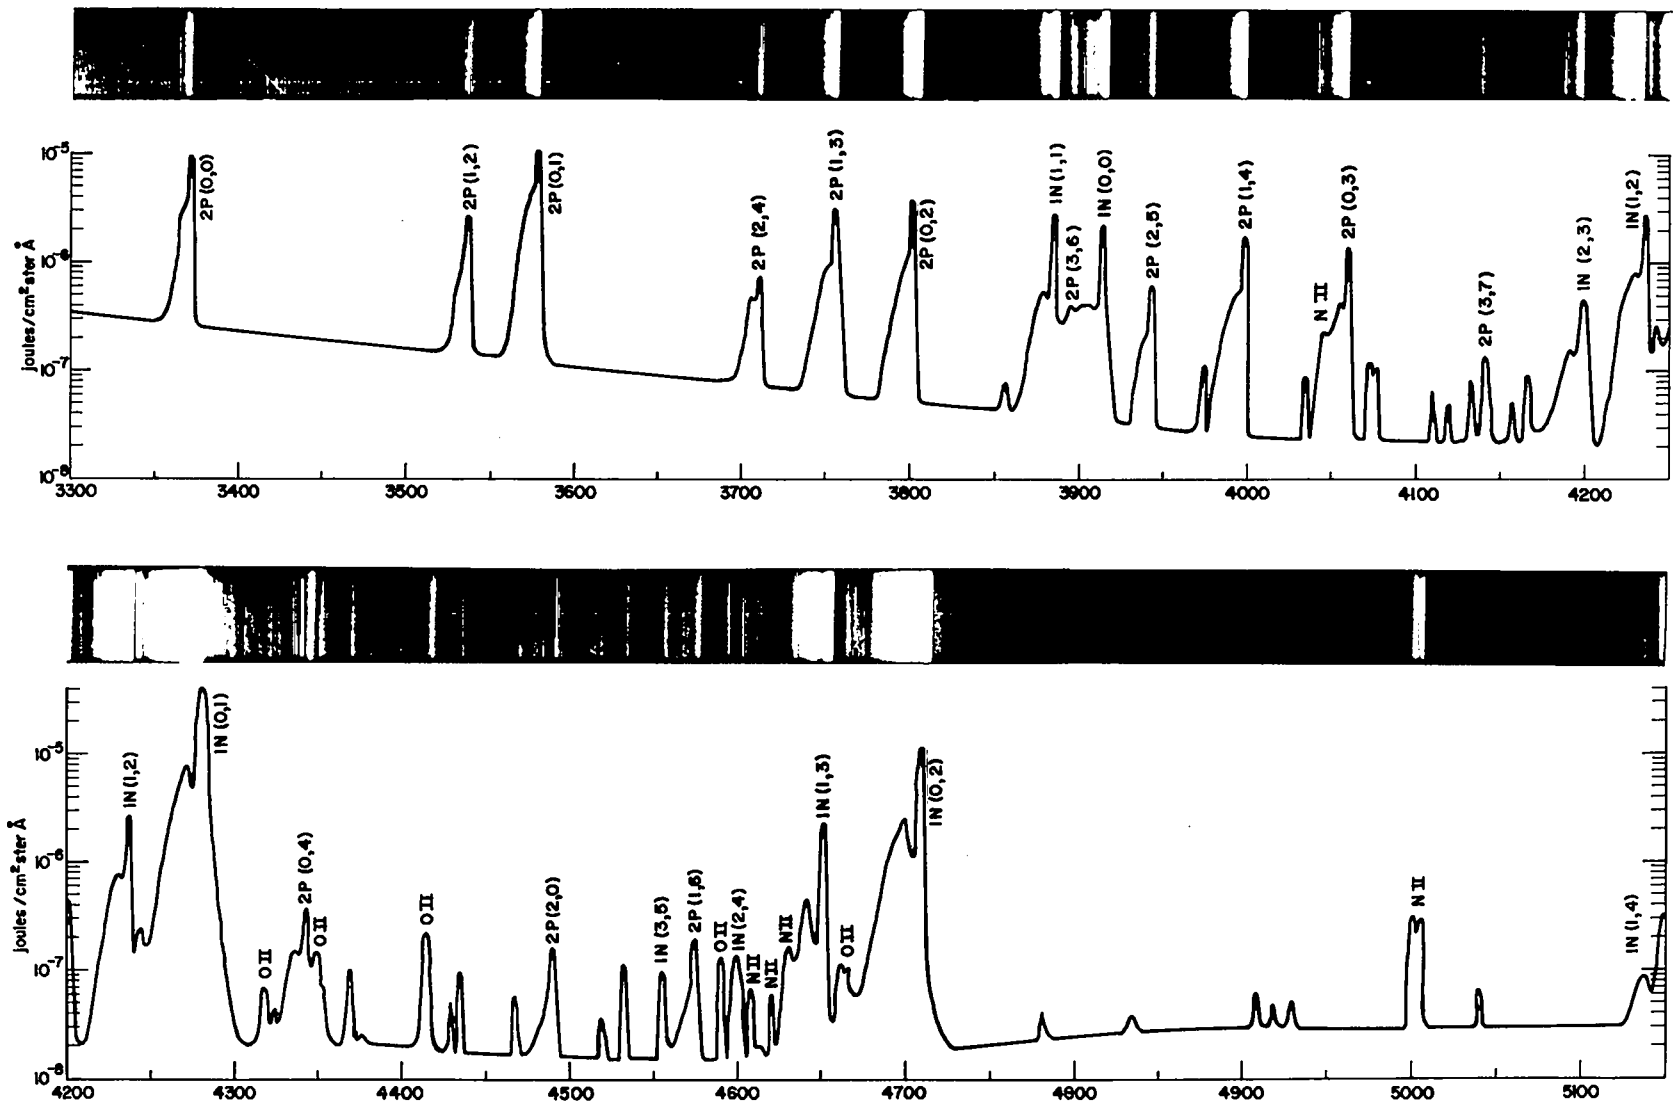 10-5
10-6
10-7
10-8
joules/cm2ster Å
2P(0,0)
2P(1,2)
2P(0,1)
2P(2,4)
2P(1,3)
2P(0,2)
1N(1,1)
2P(3,6)
1N(0,0)
2P(2,5)
2P(1,4)
N II
2P(0,3)
2P(3,7)
1N(2,3)
1N(1,2)
3300 3400 3500 3600 3700 3800 3900 4000 4100 4200
10-5
10-6
10-7
10-8
joules/cm2ster Å
1N(1,2)
1N(0,1)
O II
2P(0,4)
O II
O II
2P(2,0)
1N(3,5)
2P(1,6)
O II
1N(2,4)
N II
N II
N II
1N(1,3)
O II
1N(0,2)
N II
1N(1,4)
4200 4300 4400 4500 4600 4700 4800 4900 5000 5100